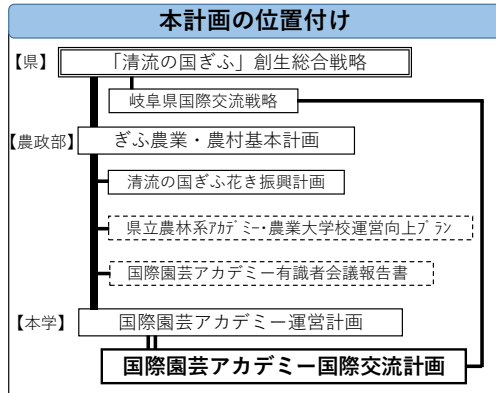 本計画の位置付け
【県】 「清流の国ぎふ」創生総合戦略
岐阜県国際交流戦略
【農政部】 ぎふ農業・農村基本計画
清流の国ぎふ花き振興計画
県立農林系アカデミー・農業大学校運営向上プラン
国際園芸アカデミー有識者会議報告書
【本学】 国際園芸アカデミー運営計画
国際園芸アカデミー国際交流計画